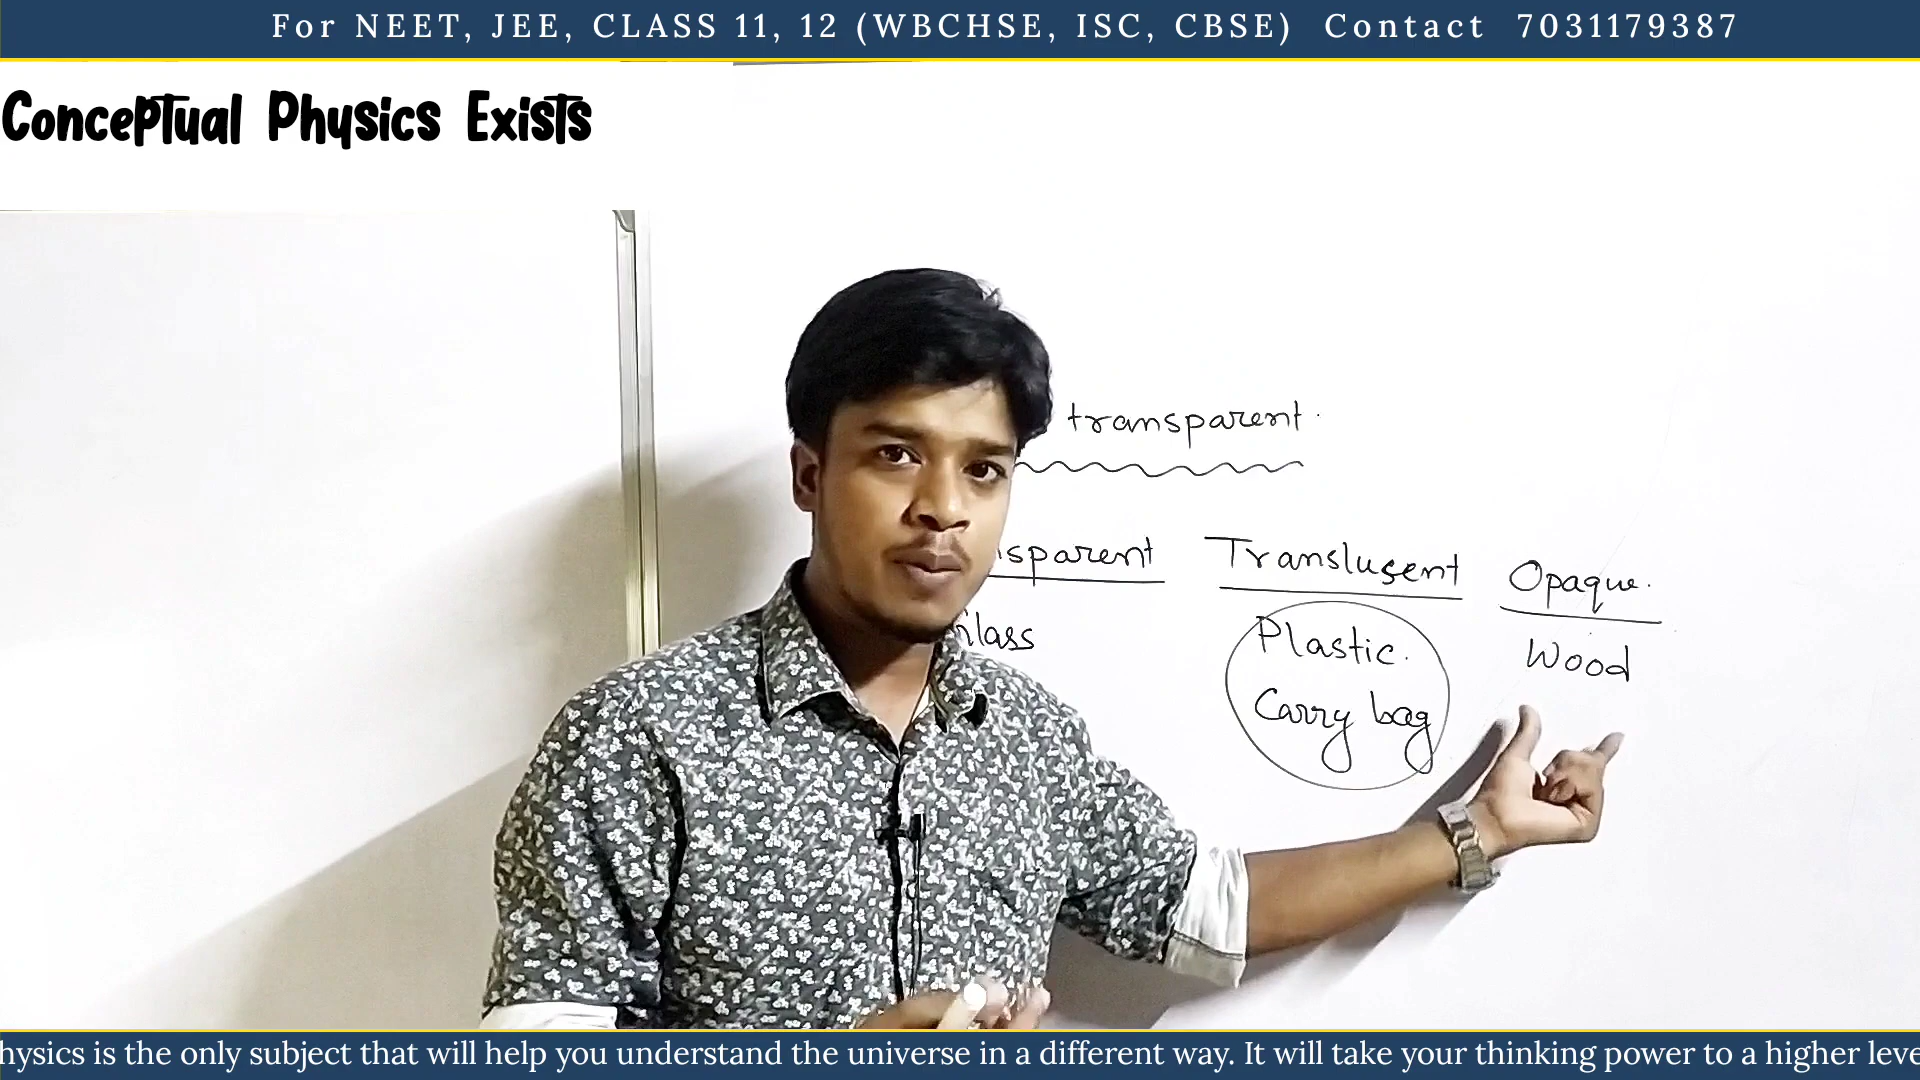 For NEET, JEE, CLASS 11, 12 (WBCHSE, ISC, CBSE) Contact 7031179387
Conceptual Physics Exists
transparent.
sparent
Translusent
Opaque.
lass
Plastic.
Carry bag
Wood
hysics is the only subject that will help you understand the universe in a different way. It will take your thinking power to a higher leve